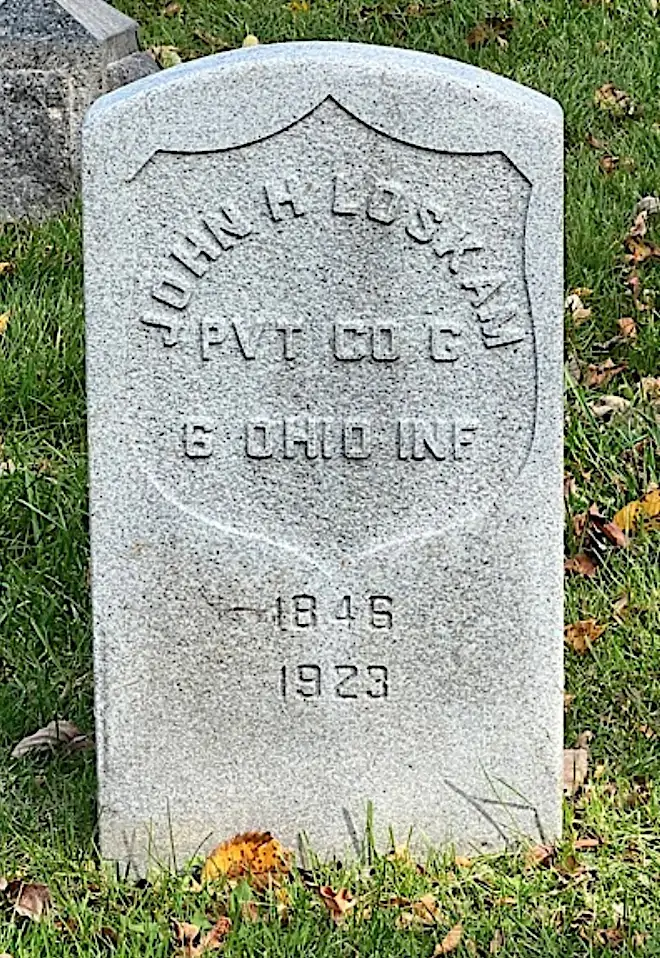 JOHN H LOSKAM
PVT CO C
6 OHIO INF
1846
1923